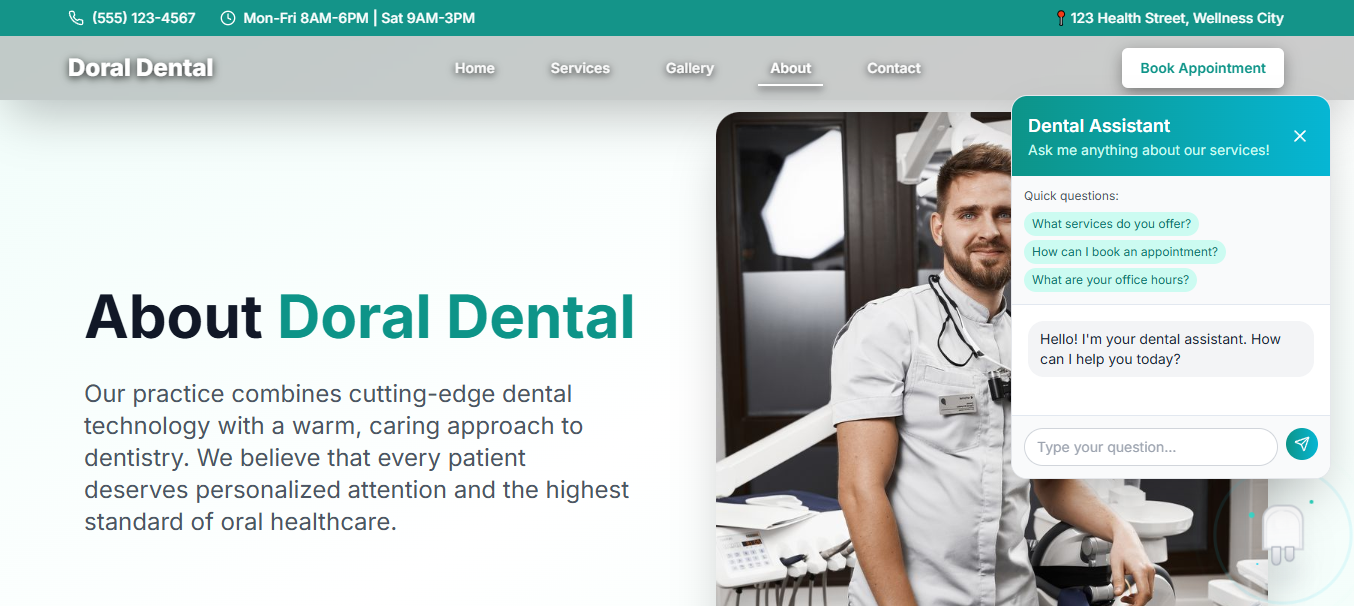 (555) 123-4567
Mon-Fri 8AM-6PM | Sat 9AM-3PM
📍 123 Health Street, Wellness City
Doral Dental
Home
Services
Gallery
About
Contact
Book Appointment
About Doral Dental
Our practice combines cutting-edge dental
technology with a warm, caring approach to
dentistry. We believe that every patient
deserves personalized attention and the highest
standard of oral healthcare.
Dental Assistant
Ask me anything about our services!
Quick questions:
What services do you offer?
How can I book an appointment?
What are your office hours?
Hello! I'm your dental assistant. How
can I help you today?
Type your question...